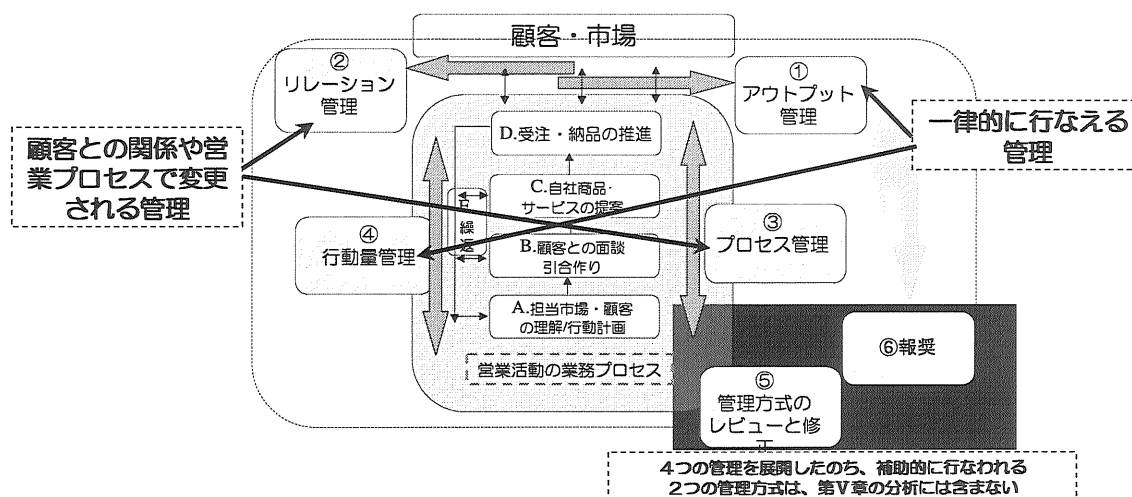 顧客・市場
②
リレーション
管理
①
アウトプット
管理
顧客との関係や営
業プロセスで変更
される管理
一律的に行なえる
管理
D.受注・納品の推進
C.自社商品・
サービスの提案
繰
返
B.顧客との面談
引合作り
A.担当市場・顧客
の理解/行動計画
営業活動の業務プロセス
④
行動量管理
③
プロセス管理
⑥報奨
⑤
管理方式の
レビューと修
正
4つの管理を展開したのち、補助的に行なわれる
2つの管理方式は、第Ⅴ章の分析には含まない